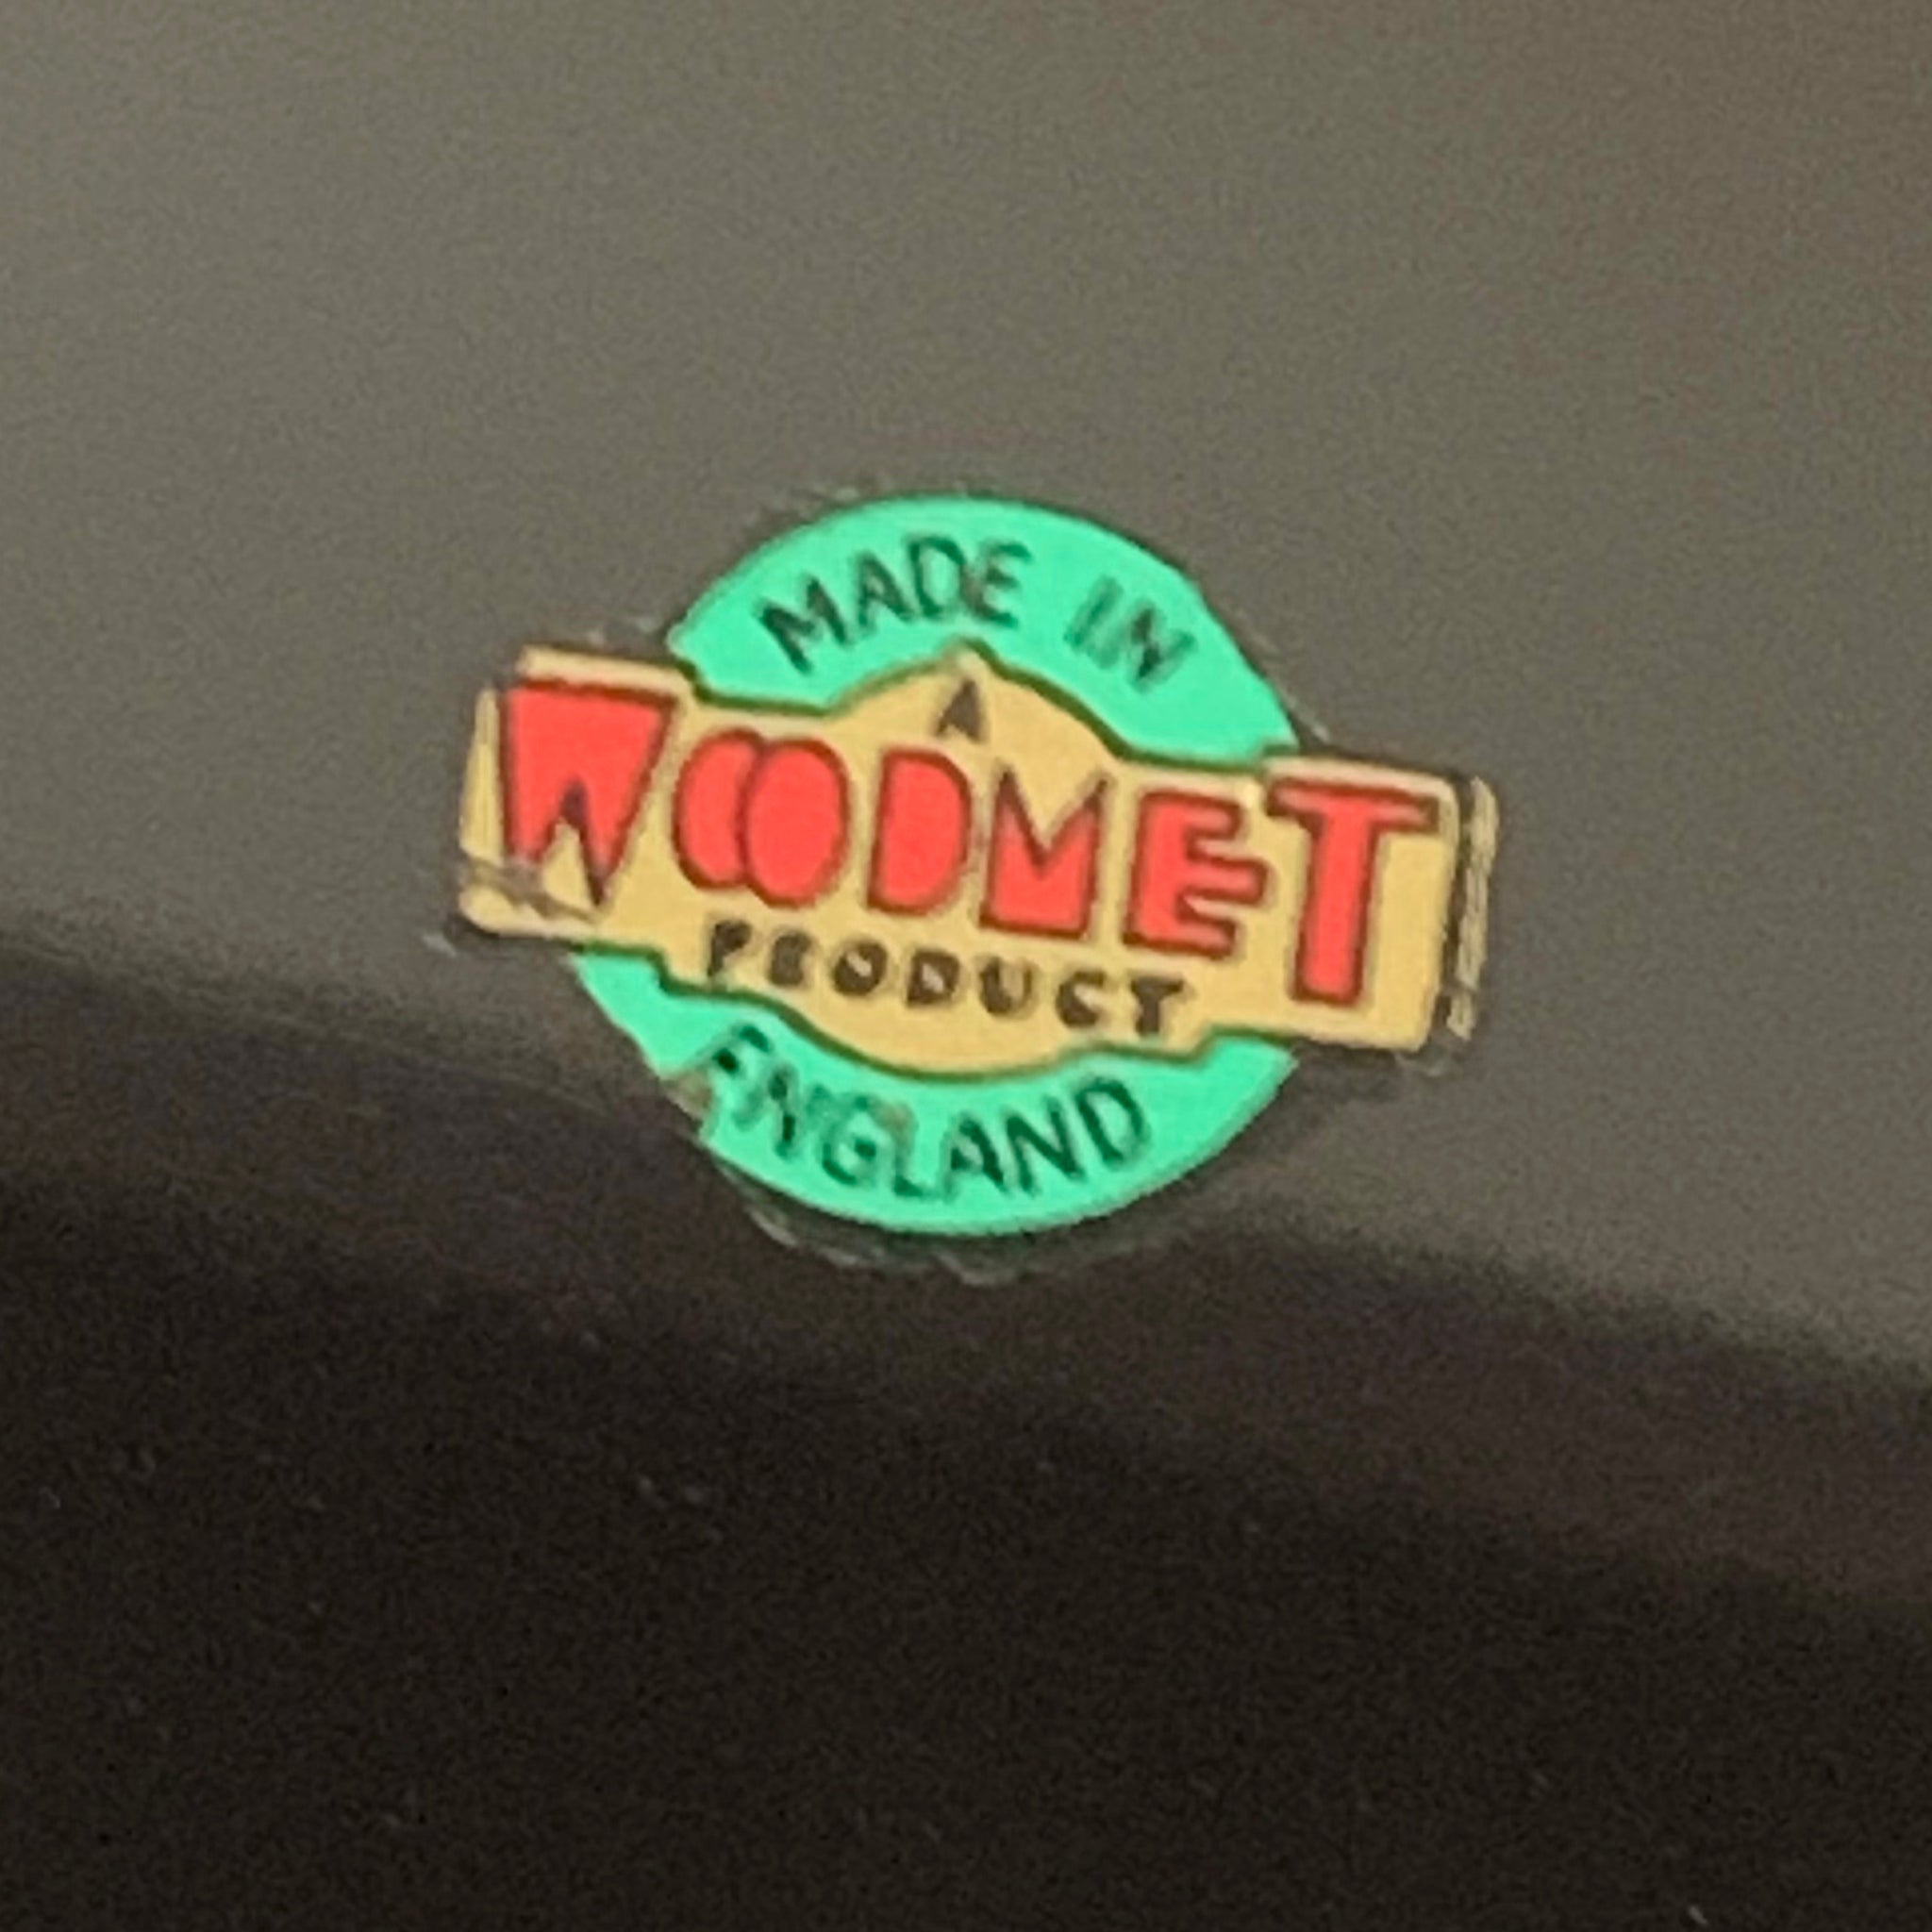 MADE IN
A
WOODMET
PRODUCT
ENGLAND